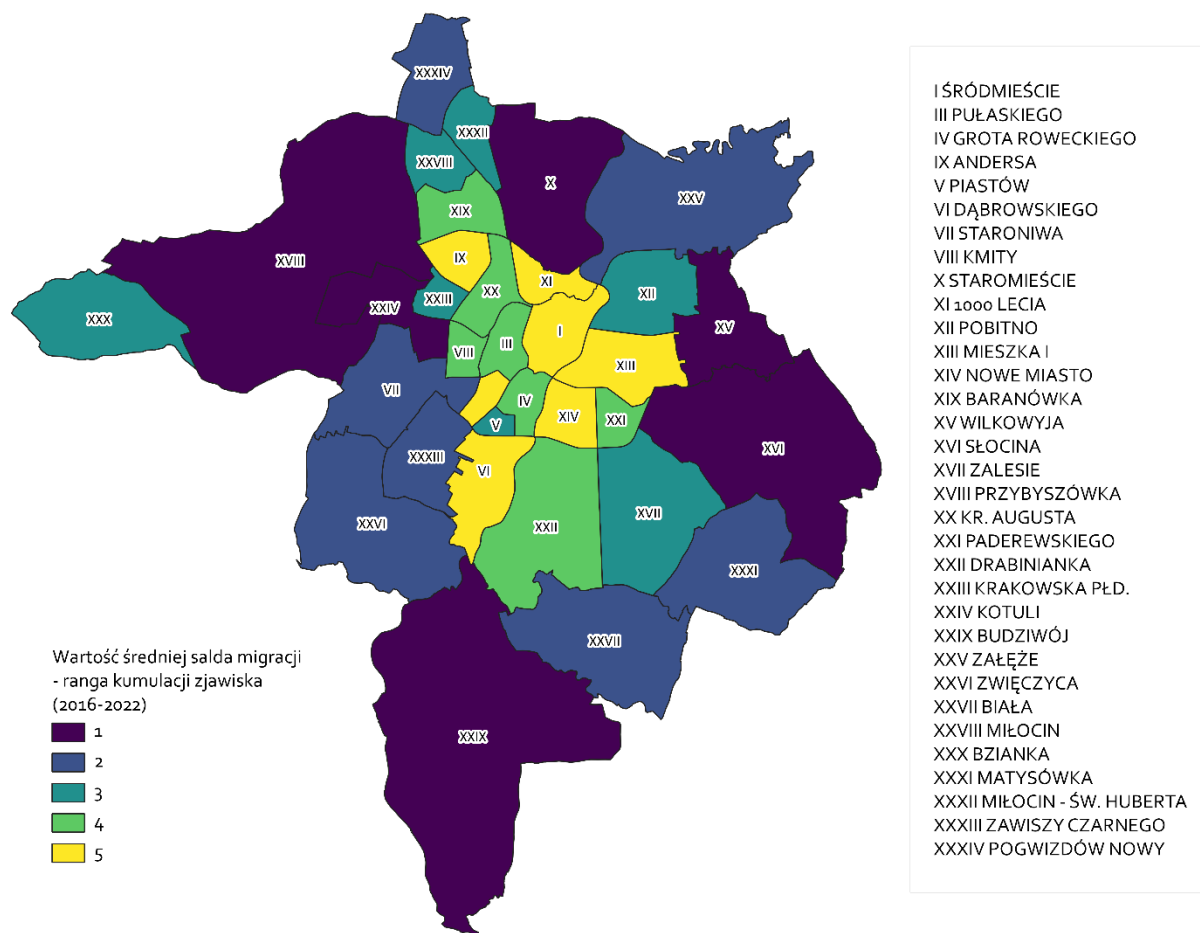 XXXIV
XXXII
XXVIII
X
XXV
XIX
IX
XVIII
XI
XX
XII
XXIII
XXIV
XXX
I
XV
III
VIII
XIII
VII
IV
XIV
XXI
V
XVI
XXXIII
VI
XXVI
XXII
XVII
XXXI
XXVII
XXIX
Wartość średniej salda migracji
- ranga kumulacji zjawiska
(2016-2022)
1
2
3
4
5
I ŚRÓDMIEŚCIE
III PUŁASKIEGO
IV GROTA ROWECKIEGO
IX ANDERSA
V PIASTÓW
VI DĄBROWSKIEGO
VII STARONIWA
VIII KMITY
X STAROMIEŚCIE
XI 1000 LECIA
XII POBITNO
XIII MIESZKA I
XIV NOWE MIASTO
XIX BARANÓWKA
XV WILKOWYJA
XVI SŁOCINA
XVII ZALESIE
XVIII PRZYBYSZÓWKA
XX KR. AUGUSTA
XXI PADEREWSKIEGO
XXII DRABINIANKA
XXIII KRAKOWSKA PŁD.
XXIV KOTULI
XXIX BUDZIWÓJ
XXV ZAŁĘŻE
XXVI ZWIĘCZYCA
XXVII BIAŁA
XXVIII MIŁOCIN
XXX BZIANKA
XXXI MATYSÓWKA
XXXII MIŁOCIN - ŚW. HUBERTA
XXXIII ZAWISZY CZARNEGO
XXXIV POGWIZDÓW NOWY